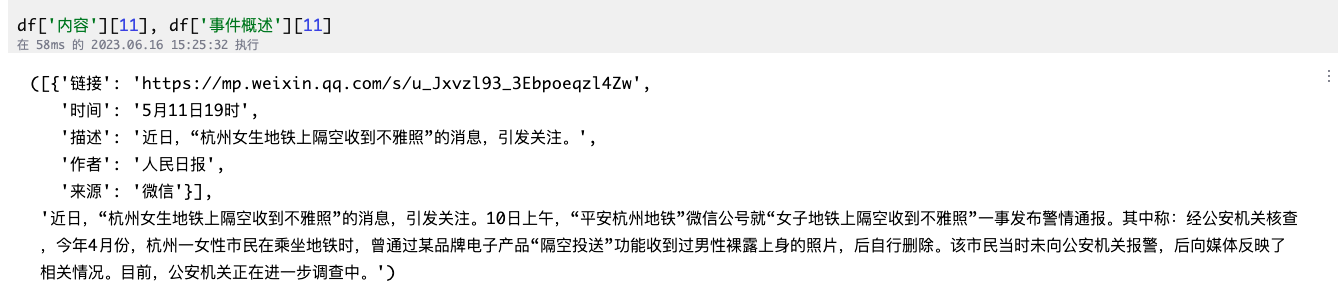 df['内容'][11], df['事件概述'][11]
在 58ms 的 2023.06.16 15:25:32 执行
([{'链接': 'https://mp.weixin.qq.com/s/u_Jxvzl93_3Ebpoeqzl4Zw',
'时间': '5月11日19时',
'描述': '近日，“杭州女生地铁上隔空收到不雅照”的消息，引发关注。',
'作者': '人民日报',
'来源': '微信'}],
'近日，“杭州女生地铁上隔空收到不雅照”的消息，引发关注。10日上午，“平安杭州地铁”微信公号就“女子地铁上隔空收到不雅照”一事发布警情通报。其中称：经公安机关核查
，今年4月份，杭州一女性市民在乘坐地铁时，曾通过某品牌电子产品“隔空投送”功能收到过男性裸露上身的照片，后自行删除。该市民当时未向公安机关报警，后向媒体反映了
相关情况。目前，公安机关正在进一步调查中。')